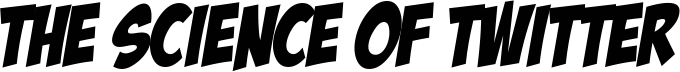 THE SCIENCE OF TWITTER